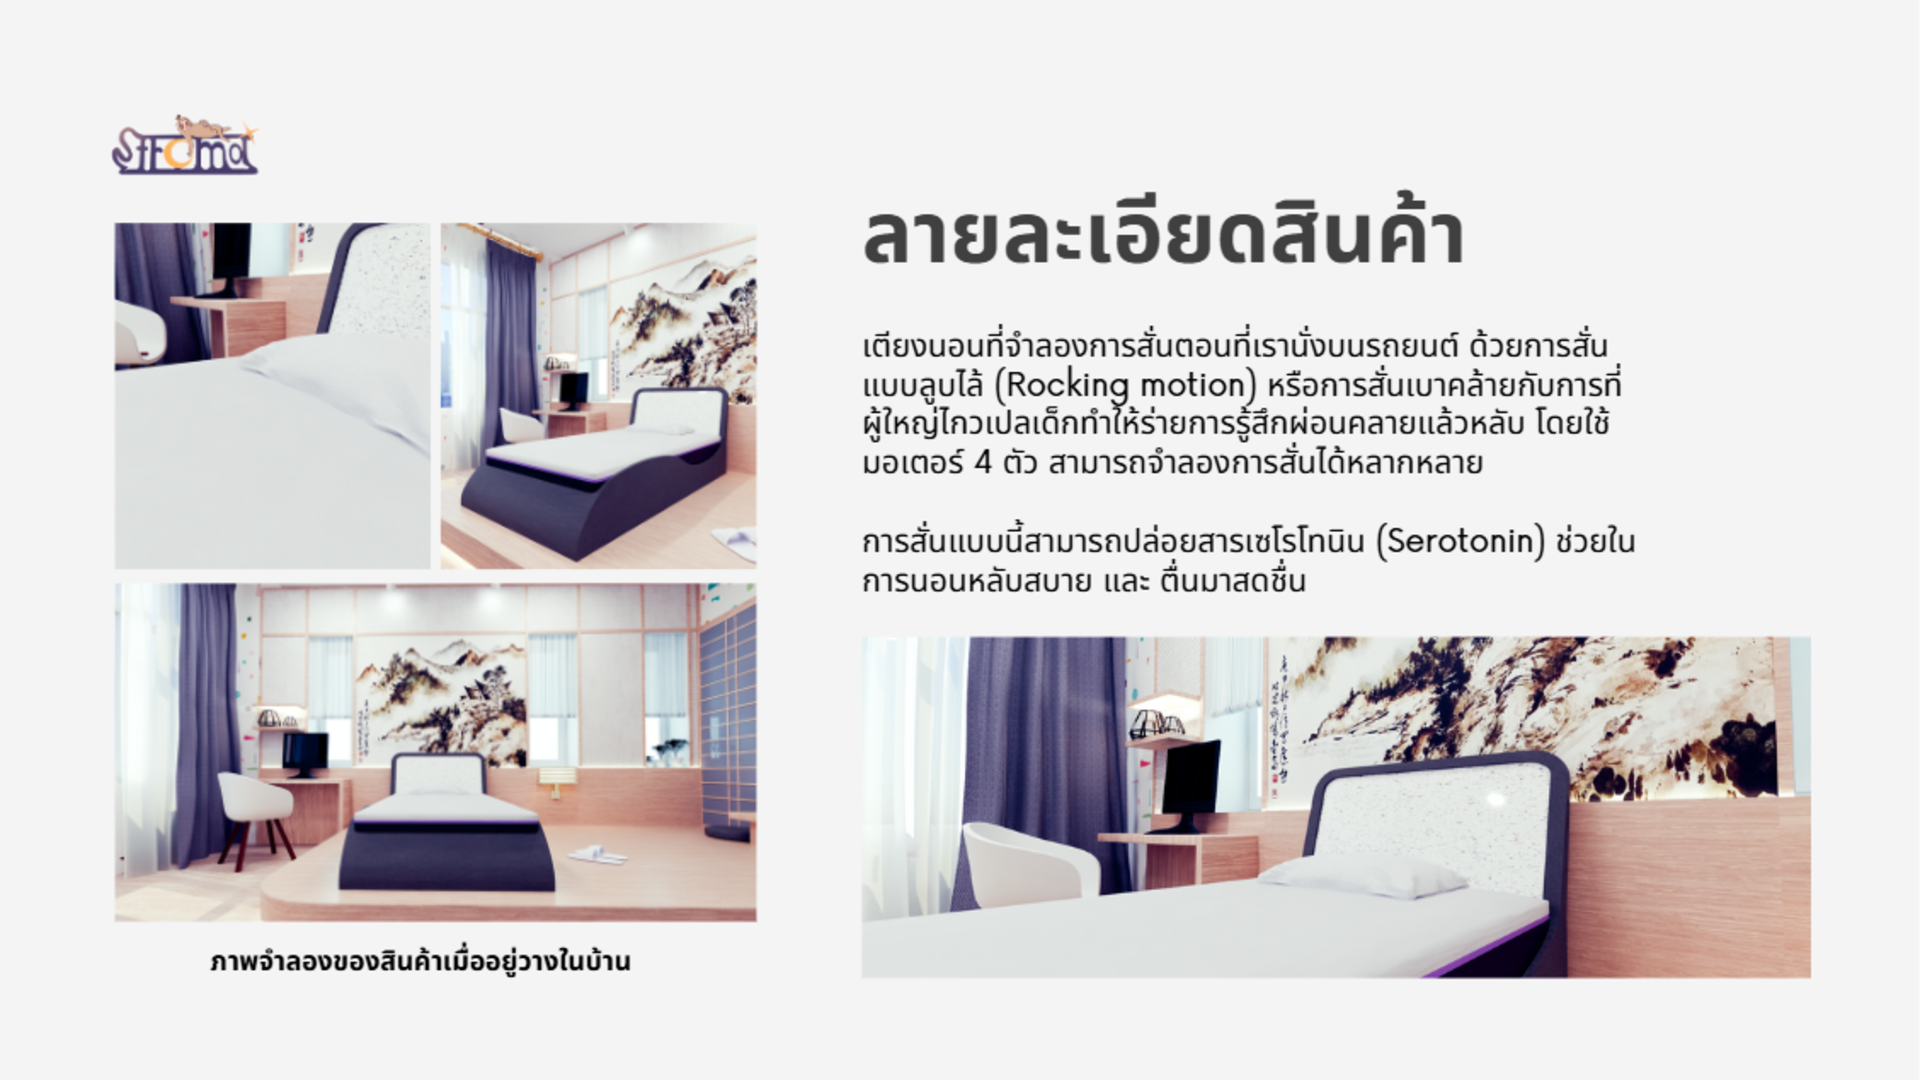 Stroma
ลายละเอียดสินค้า
เตียงนอนที่จำลองการสั่นตอนที่เรานั่งบนรถยนต์ ด้วยการสั่น
แบบลูบไล้ (Rocking motion) หรือการสั่นเบาคล้ายกับการที่
ผู้ใหญ่ไกวเปลเด็กทำให้ร่ายการรู้สึกผ่อนคลายแล้วหลับ โดยใช้
มอเตอร์ 4 ตัว สามารถจำลองการสั่นได้หลากหลาย
การสั่นแบบนี้สามารถปล่อยสารเซโรโทนิน (Serotonin) ช่วยใน
การนอนหลับสบาย และ ตื่นมาสดชื่น
ภาพจำลองของสินค้าเมื่ออยู่วางในบ้าน